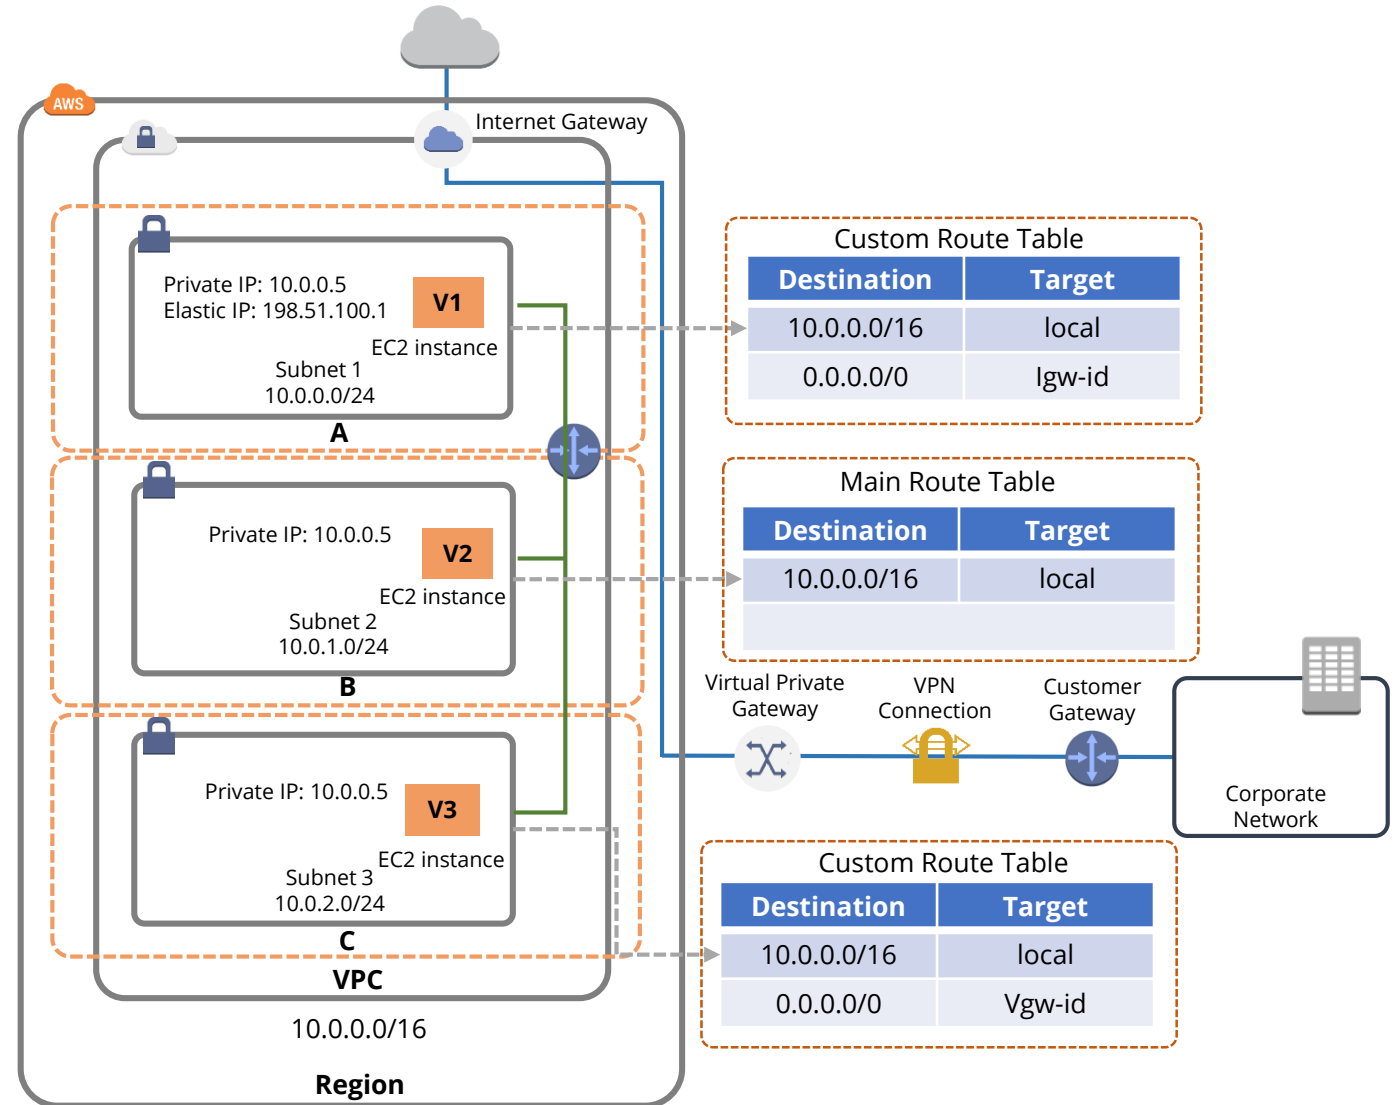 AWS
Internet Gateway
Private IP: 10.0.0.5
Elastic IP: 198.51.100.1
V1
EC2 instance
Subnet 1
10.0.0.0/24
A
Custom Route Table
Destination Target
10.0.0.0/16 local
0.0.0.0/0 Igw-id
Private IP: 10.0.0.5
V2
EC2 instance
Subnet 2
10.0.1.0/24
B
Main Route Table
Destination Target
10.0.0.0/16 local
Virtual Private
Gateway
VPN
Connection
Customer
Gateway
Corporate
Network
Private IP: 10.0.0.5
V3
EC2 instance
Subnet 3
10.0.2.0/24
C
Custom Route Table
Destination Target
10.0.0.0/16 local
0.0.0.0/0 Vgw-id
VPC
10.0.0.0/16
Region